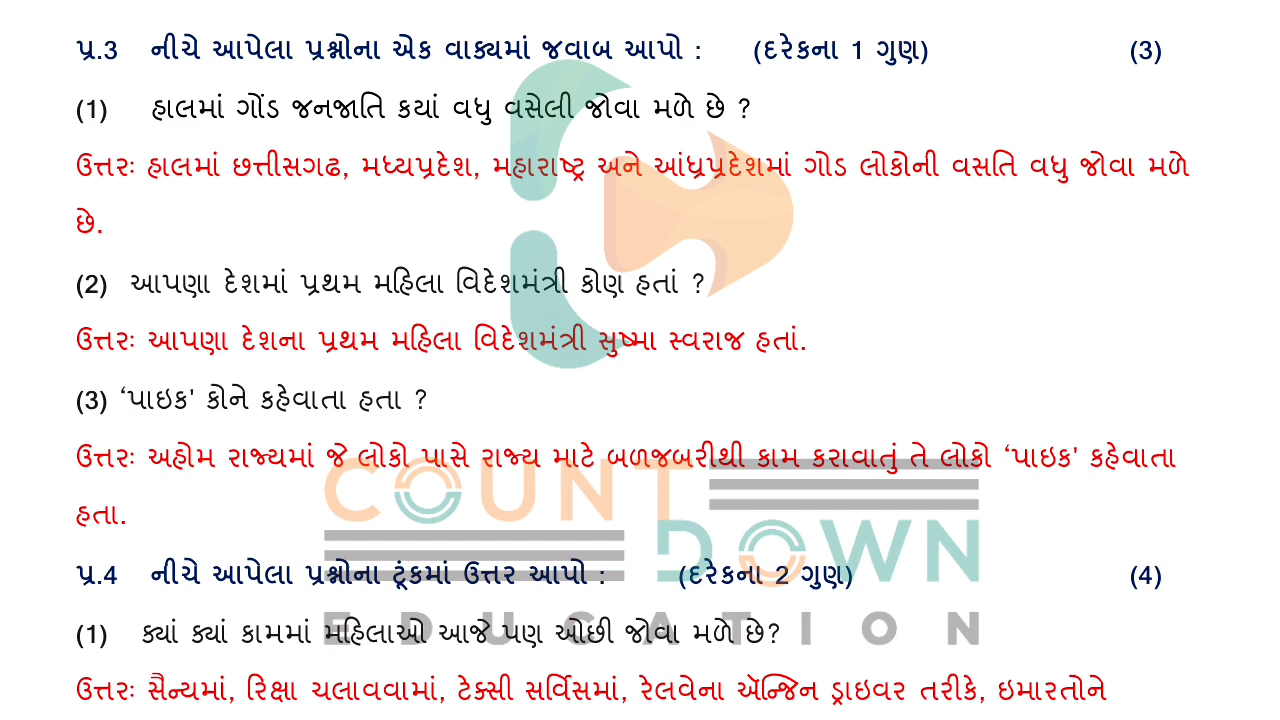 પ્ર.3 નીચે આપેલા પ્રશ્નોના એક વાક્યમાં જવાબ આપો : (દરેકના 1 ગુણ) (3)
(1) હાલમાં ગોંડ જનજાતિ કયાં વધુ વસેલી જોવા મળે છે ?
ઉત્તરઃ હાલમાં છત્તીસગઢ, મધ્યપ્રદેશ, મહારાષ્ટ્ર અને આંધ્રપ્રદેશમાં ગોડ લોકોની વસતિ વધુ જોવા મળે
છે.
(2) આપણા દેશમાં પ્રથમ મહિલા વિદેશમંત્રી કોણ હતાં ?
ઉત્તરઃ આપણા દેશના પ્રથમ મહિલા વિદેશમંત્રી સુષ્મા સ્વરાજ હતાં.
(3) ‘પાઇક' કોને કહેવાતા હતા ?
ઉત્તરઃ અહોમ રાજ્યમાં જે લોકો પાસે રાજ્ય માટે બળજબરીથી કામ કરાવાતું તે લોકો ‘પાઇક' કહેવાતા
હતા.
COUNT
DOWN
EDUCATION
પ્ર.4 નીચે આપેલા પ્રશ્નોના ટૂંકમાં ઉત્તર આપો : (દરેકના 2 ગુણ) (4)
(1) ક્યાં ક્યાં કામમાં મહિલાઓ આજે પણ ઓછી જોવા મળે છે?
ઉત્તરઃ સૈન્યમાં, રિક્ષા ચલાવવામાં, ટેક્સી સર્વિસમાં, રેલવેના ઍન્જિન ડ્રાઇવર તરીકે, ઇમારતોને